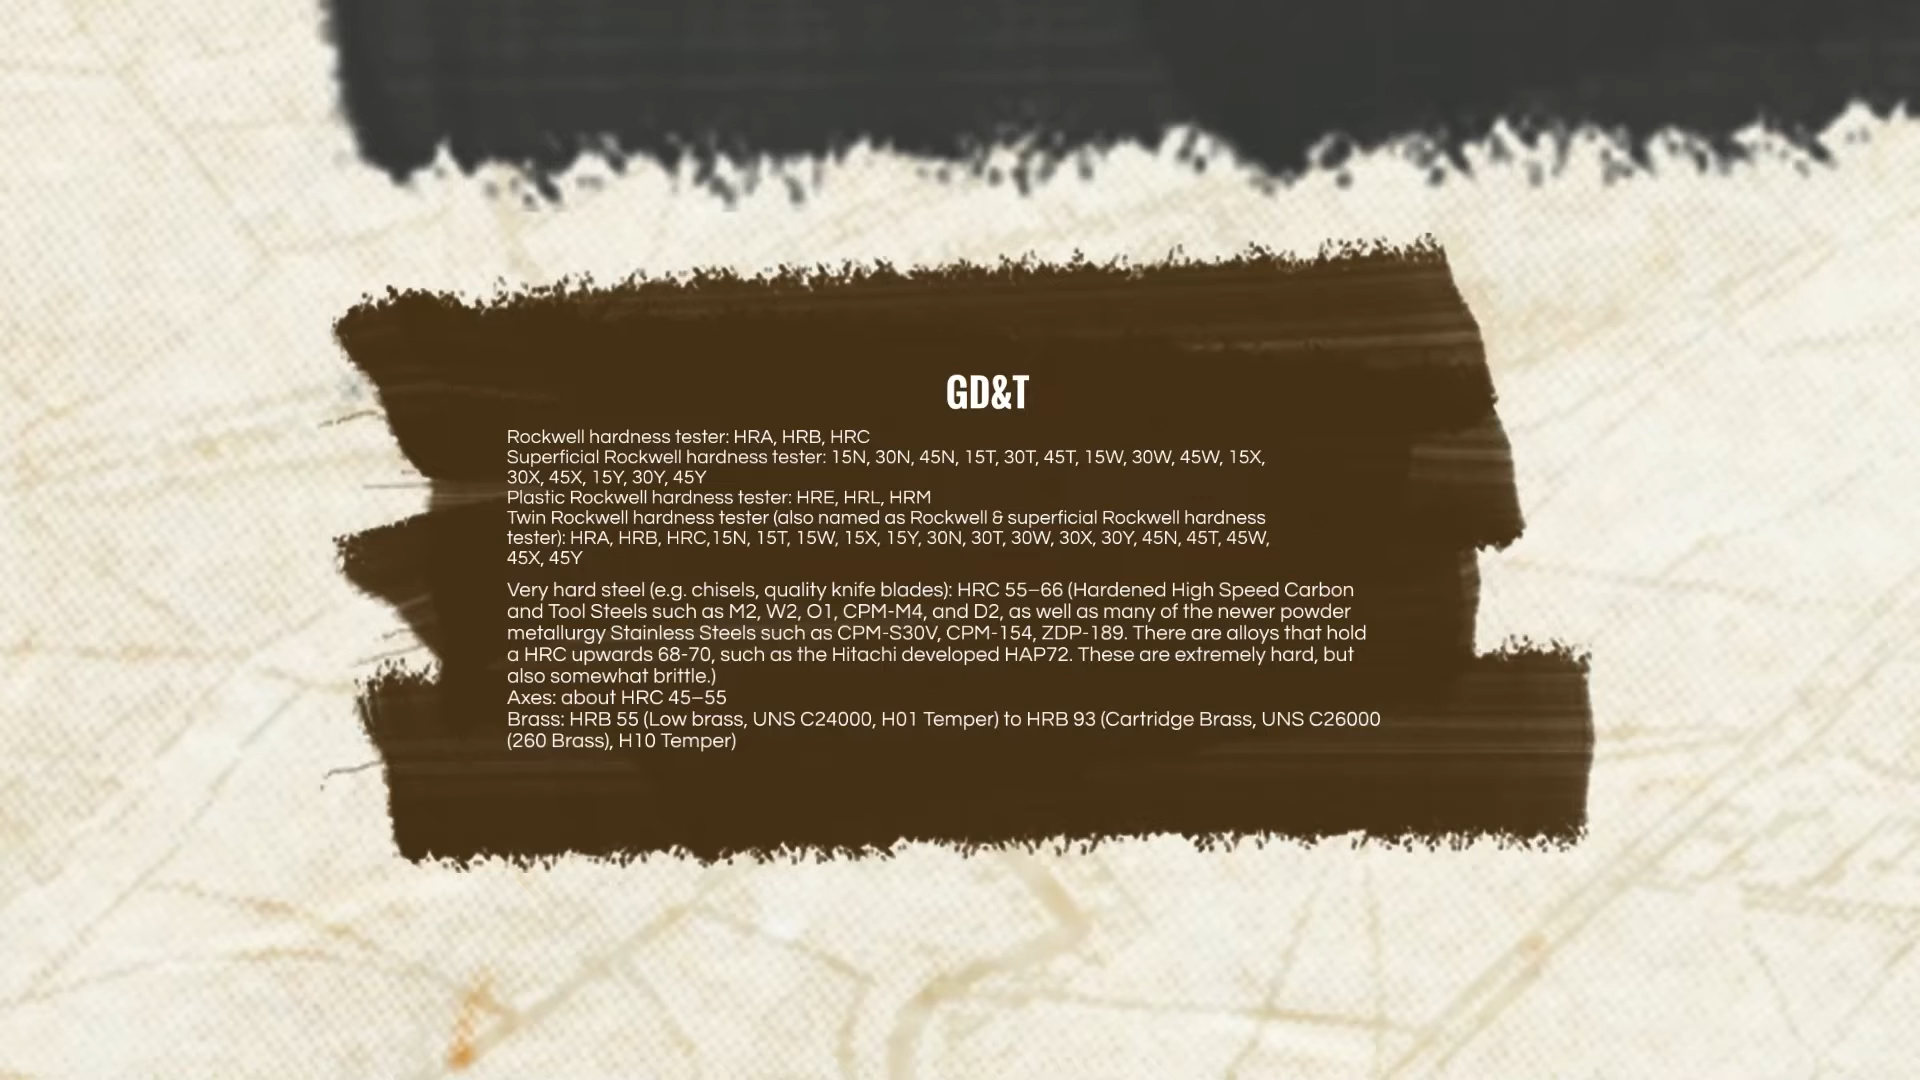 GD&T
Rockwell hardness tester: HRA, HRB, HRC
Superficial Rockwell hardness tester: 15N, 30N, 45N, 15T, 30T, 45T, 15W, 30W, 45W, 15X,
30X, 45X, 15Y, 30Y, 45Y
Plastic Rockwell hardness tester: HRE, HRL, HRM
Twin Rockwell hardness tester (also named as Rockwell & superficial Rockwell hardness
tester): HRA, HRB, HRC,15N, 15T, 15W, 15X, 15Y, 30N, 30T, 30W, 30X, 30Y, 45N, 45T, 45W,
45X, 45Y
Very hard steel (e.g. chisels, quality knife blades): HRC 55–66 (Hardened High Speed Carbon
and Tool Steels such as M2, W2, O1, CPM-M4, and D2, as well as many of the newer powder
metallurgy Stainless Steels such as CPM-S30V, CPM-154, ZDP-189. There are alloys that hold
a HRC upwards 68-70, such as the Hitachi developed HAP72. These are extremely hard, but
also somewhat brittle.)
Axes: about HRC 45–55
Brass: HRB 55 (Low brass, UNS C24000, H01 Temper) to HRB 93 (Cartridge Brass, UNS C26000
(260 Brass), H10 Temper)